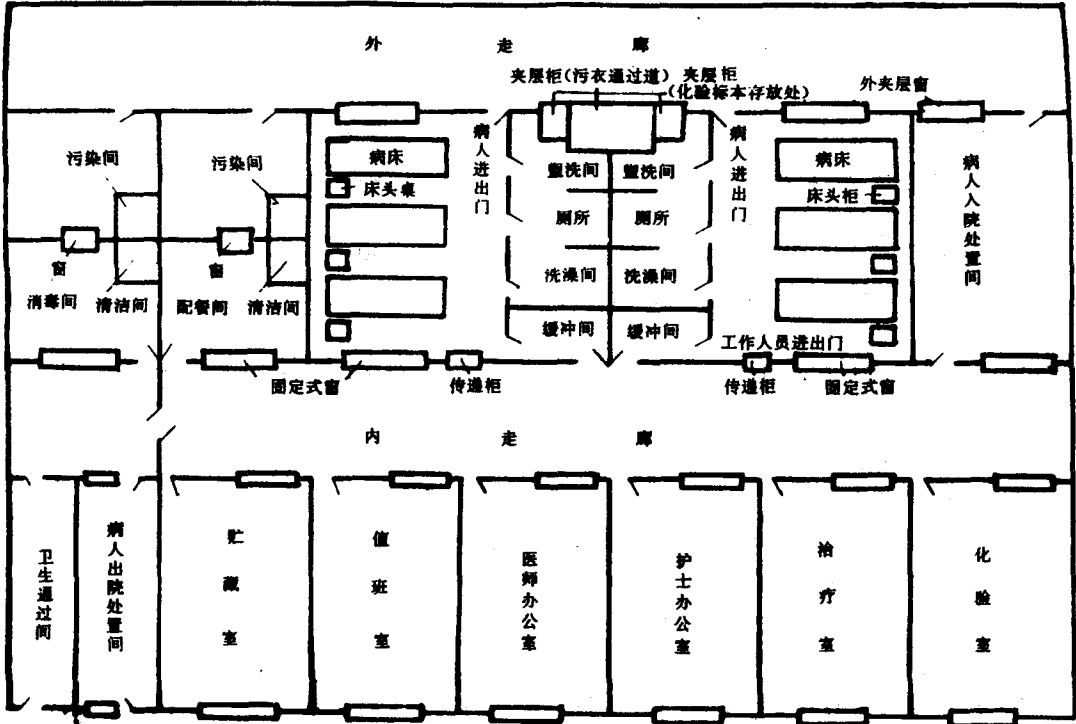 外走廊
夹层柜(污衣通过道) 夹层柜
(化验标本存放处)
外夹层窗
污染间
污染间
病床
床头桌
病人进出门
盥洗间
盥洗间
厕所
厕所
洗澡间
洗澡间
缓冲间
缓冲间
病人进出门
病床
床头柜
病人入院处置间
窗
窗
消毒间
清洁间
配餐间
清洁间
工作人员进出门
固定式窗
传递柜
传递柜
固定式窗
内走廊
卫生通过间
病人出院处置间
贮藏室
值班室
医师办公室
护士办公室
治疗室
化验室